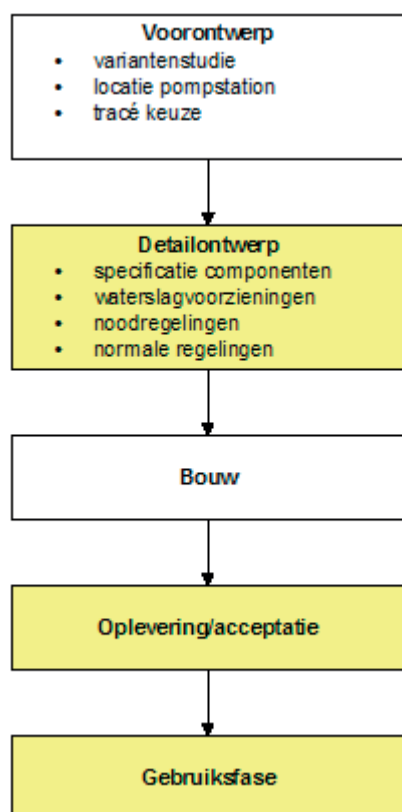 Voorontwerp
• variantenstudie
• locatie pompstation
• tracé keuze
Detailontwerp
• specificatie componenten
• waterslagvoorzieningen
• noodregelingen
• normale regelingen
Bouw
Oplevering/acceptatie
Gebruiksfase